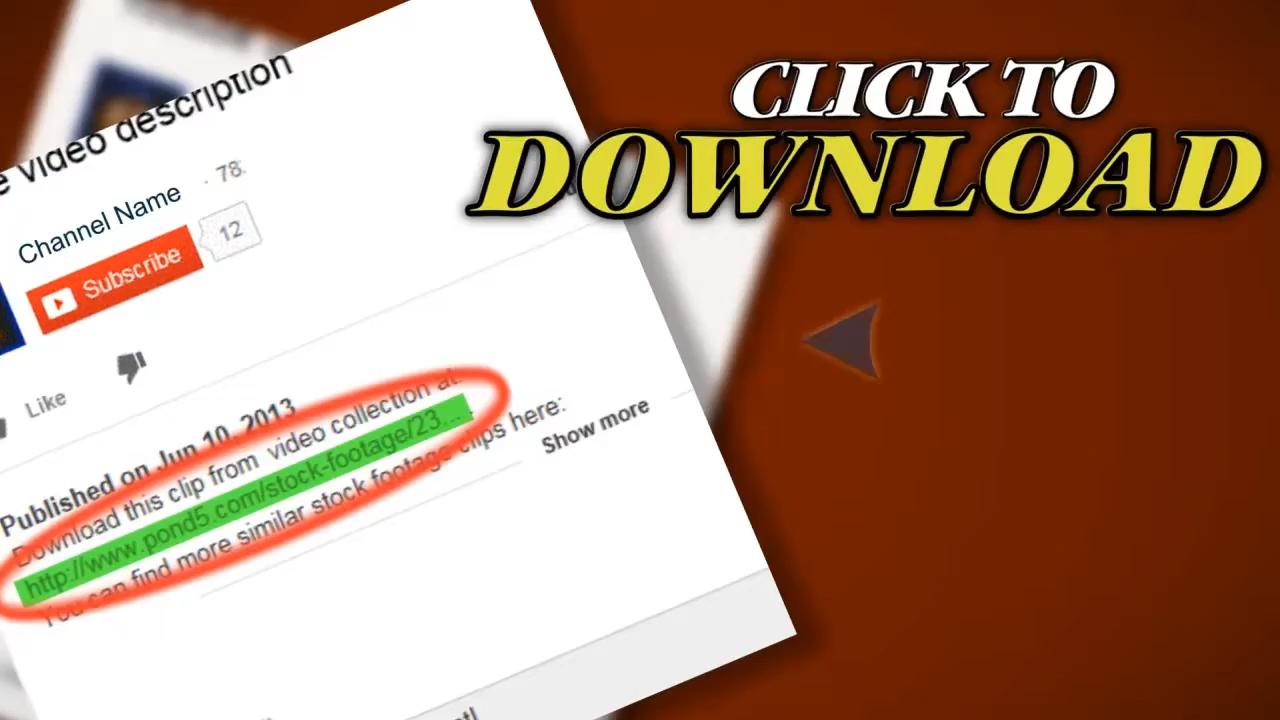 CLICK TO
DOWNLOAD
video description
Channel Name
· 78
Subscribe
12
Like
Published on Jun 10, 2013
Download this clip from video collection at
http://www.pond5.com/stock-footage/23...
You can find more similar stock footage clips here:
Show more